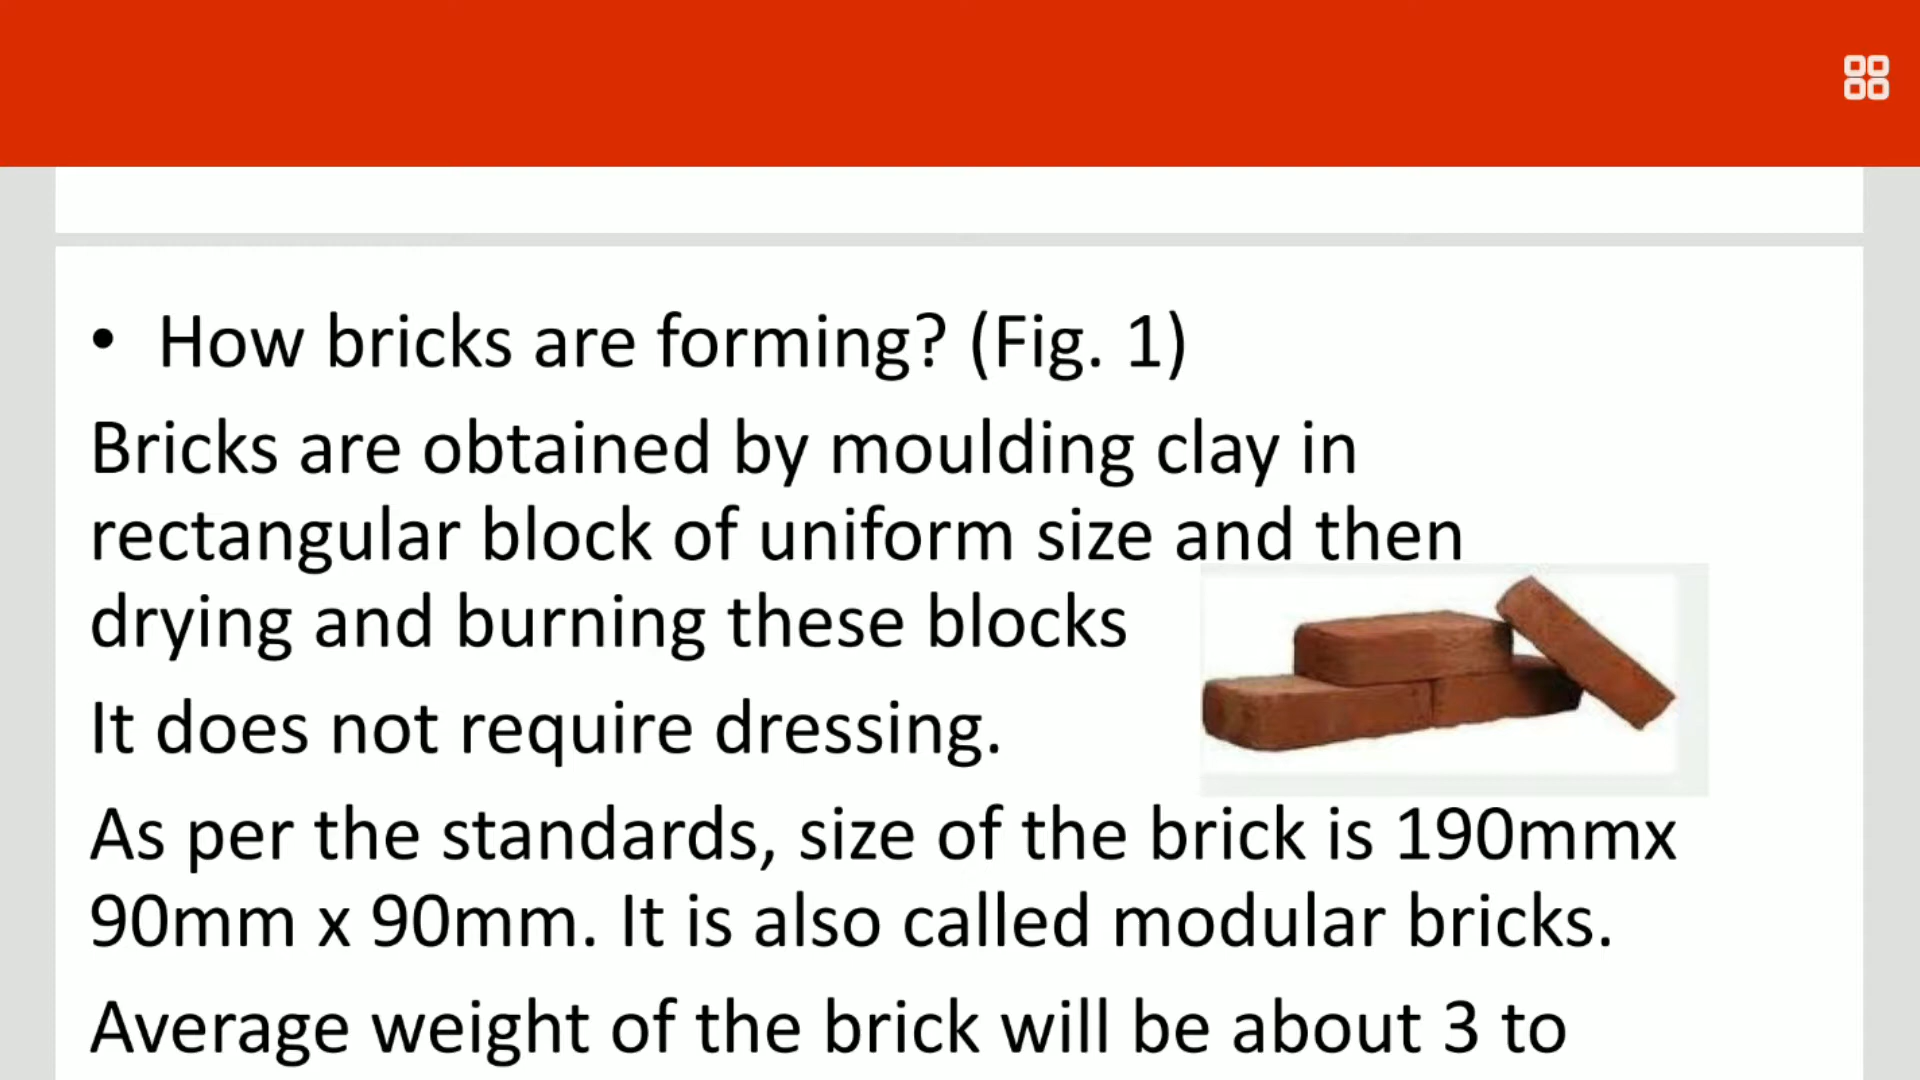 • How bricks are forming? (Fig. 1)
Bricks are obtained by moulding clay in
rectangular block of uniform size and then
drying and burning these blocks
It does not require dressing.
As per the standards, size of the brick is 190mmx
90mm x 90mm. It is also called modular bricks.
Average weight of the brick will be about 3 to